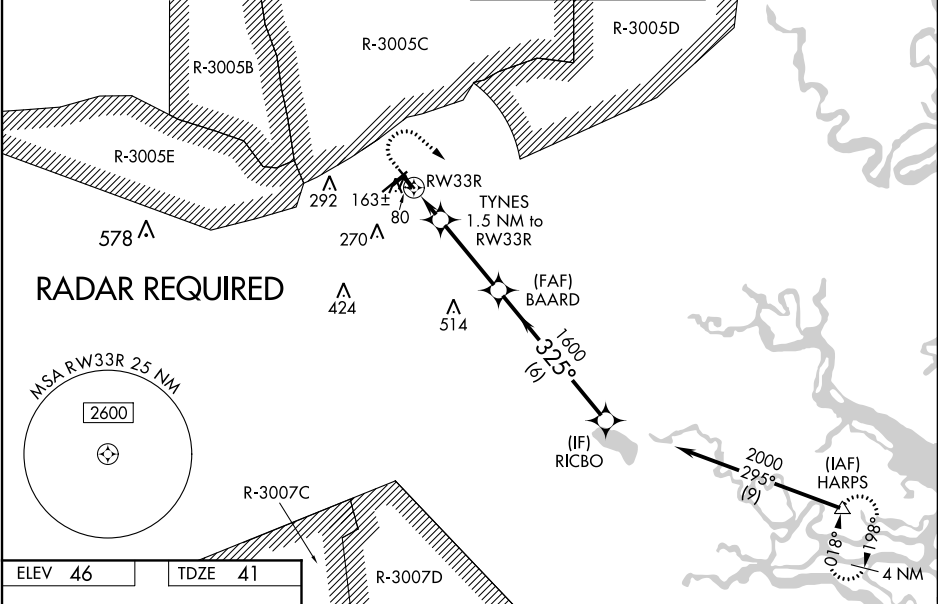 R-3005C
R-3005D
R-3005B
R-3005E
RW33R
292
163±
80
TYNES
1.5 NM to
RW33R
578
270
(FAF)
BAARD
RADAR REQUIRED
424
514
1600
325°
(6)
MSA RW33R 25 NM
2600
(IF)
RICBO
2000
295°
(9)
(IAF)
HARPS
R-3007C
018°
198°
4 NM
R-3007D
ELEV 46
TDZE 41